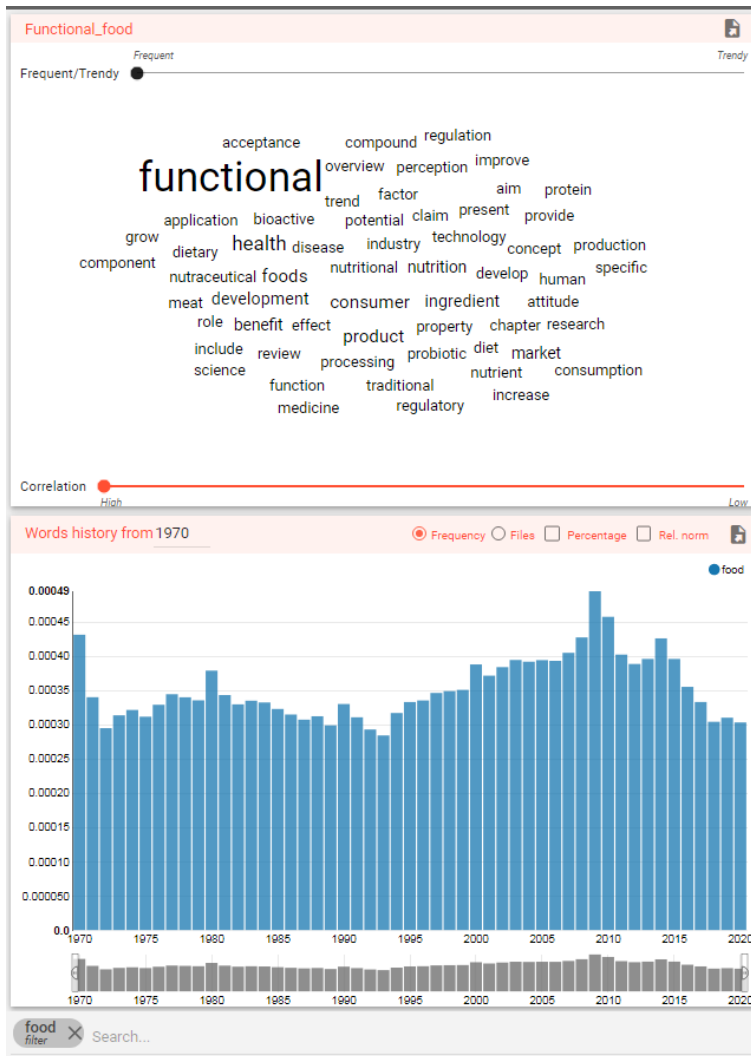 Functional_food
Frequent Trendy
Frequent/Trendy
acceptance compound regulation
functional overview perception improve
trend factor aim protein
application bioactive potential claim present provide
grow dietary health disease industry technology concept production
component nutraceutical foods nutritional nutrition develop human specific
meat development consumer ingredient attitude
role benefit effect product property chapter research
include review processing probiotic diet market
science function traditional nutrient consumption
medicine regulatory increase
Correlation
High Low
Words history from 1970 Frequency Files Percentage Rel. norm
food
0.00049
0.00045
0.00040
0.00035
0.00030
0.00025
0.00020
0.00015
0.00010
0.000050
0.0
1970 1975 1980 1985 1990 1995 2000 2005 2010 2015 2020
1970 1975 1980 1985 1990 1995 2000 2005 2010 2015 2020
food
filter
Search...